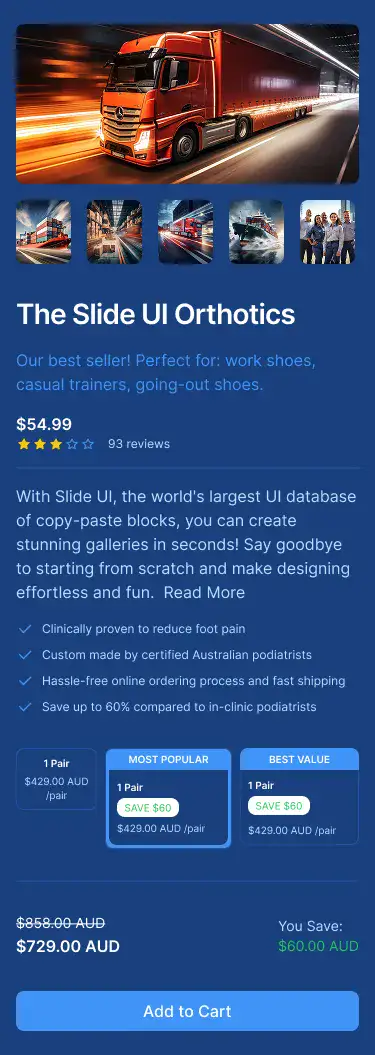 The Slide UI Orthotics
Our best seller! Perfect for: work shoes,
casual trainers, going-out shoes.
$54.99
93 reviews
With Slide UI, the world's largest UI database
of copy-paste blocks, you can create
stunning galleries in seconds! Say goodbye
to starting from scratch and make designing
effortless and fun. Read More
Clinically proven to reduce foot pain
Custom made by certified Australian podiatrists
Hassle-free online ordering process and fast shipping
Save up to 60% compared to in-clinic podiatrists
1 Pair
$429.00 AUD
/pair
MOST POPULAR
1 Pair
SAVE $60
$429.00 AUD /pair
BEST VALUE
1 Pair
SAVE $60
$429.00 AUD /pair
$858.00 AUD
$729.00 AUD
You Save:
$60.00 AUD
Add to Cart